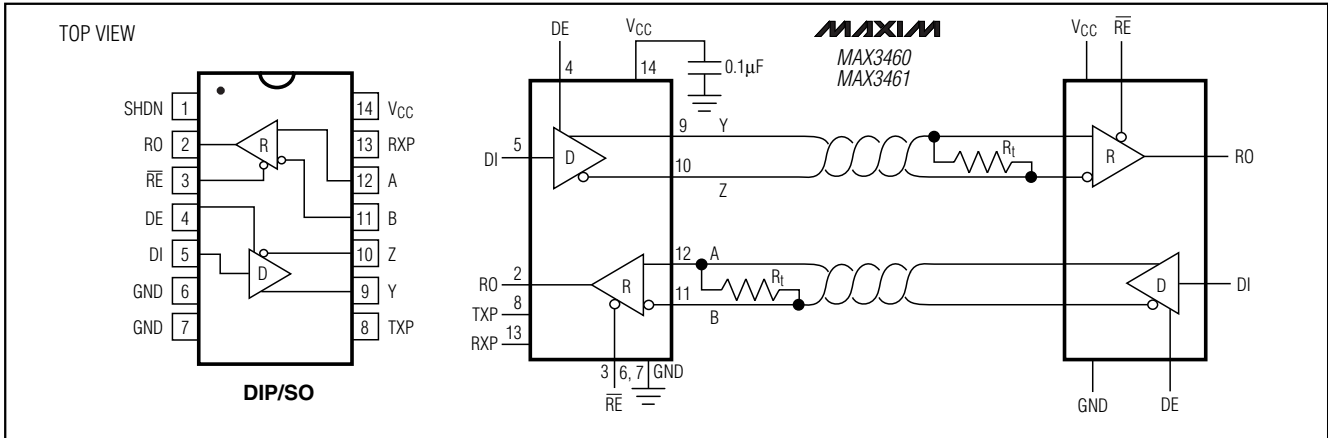 TOP VIEW
SHDN 1
RO 2
RE 3
DE 4
DI 5
GND 6
GND 7
14 VCC
13 RXP
12 A
11 B
10 Z
9 Y
8 TXP
R
D
DIP/SO
MAXIM
MAX3460
MAX3461
DE
4
VCC
14
0.1µF
5
DI
D
9 Y
10
Z
Rt
VCC
RE
R
RO
RO 2
TXP 8
RXP 13
R
12 A
11
B
Rt
D
DI
3
RE
6, 7
GND
GND
DE